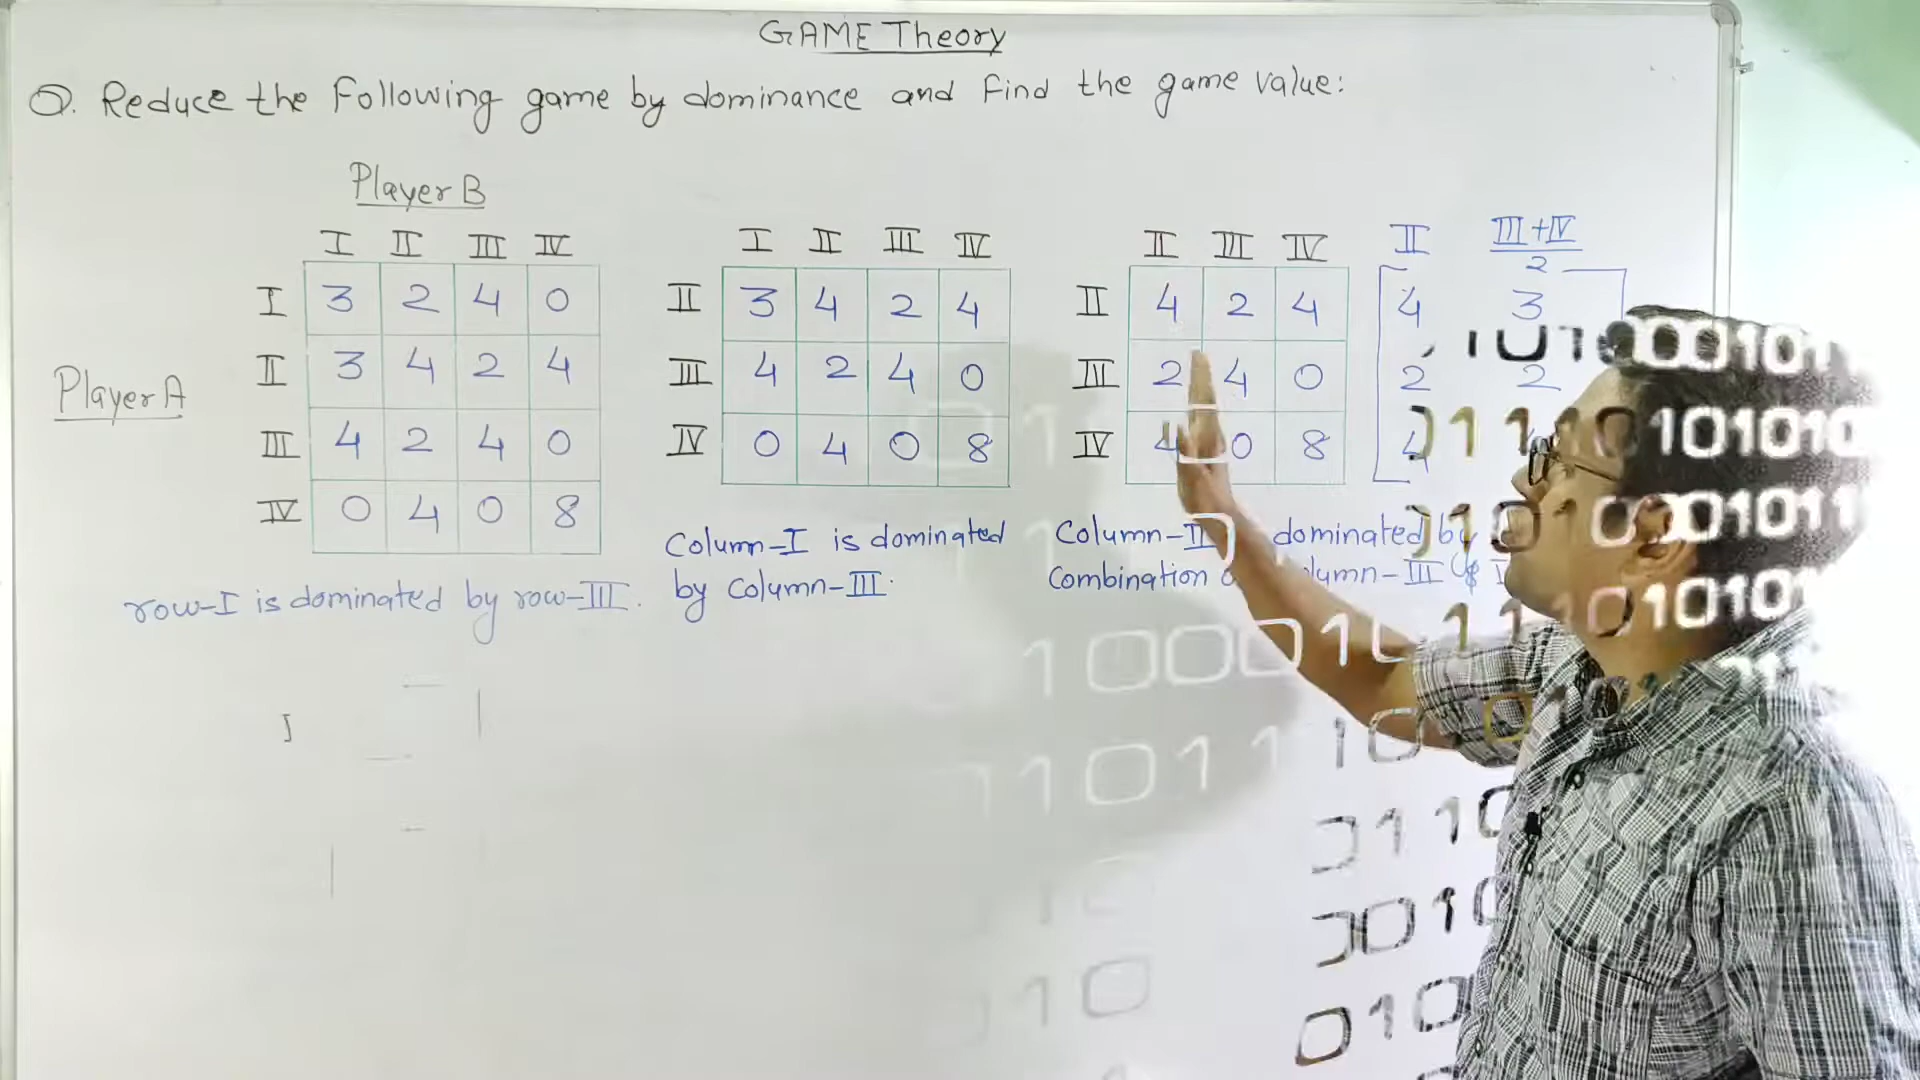 GAME Theory
Q. Reduce the following game by dominance and find the game value:
Player B
I II III IV
I 3 2 4 0
II 3 4 2 4
III 4 2 4 0
IV 0 4 0 8
Player A
row-I is dominated by row-III.
I II III IV
II 3 4 2 4
III 4 2 4 0
IV 0 4 0 8
Column-I is dominated
by Column-III.
II III IV
II 4 2 4
III 2 4 0
IV 4 0 8
Column-II dominated by
Combination
III &
II III+IV
2
4 3
2 2
4